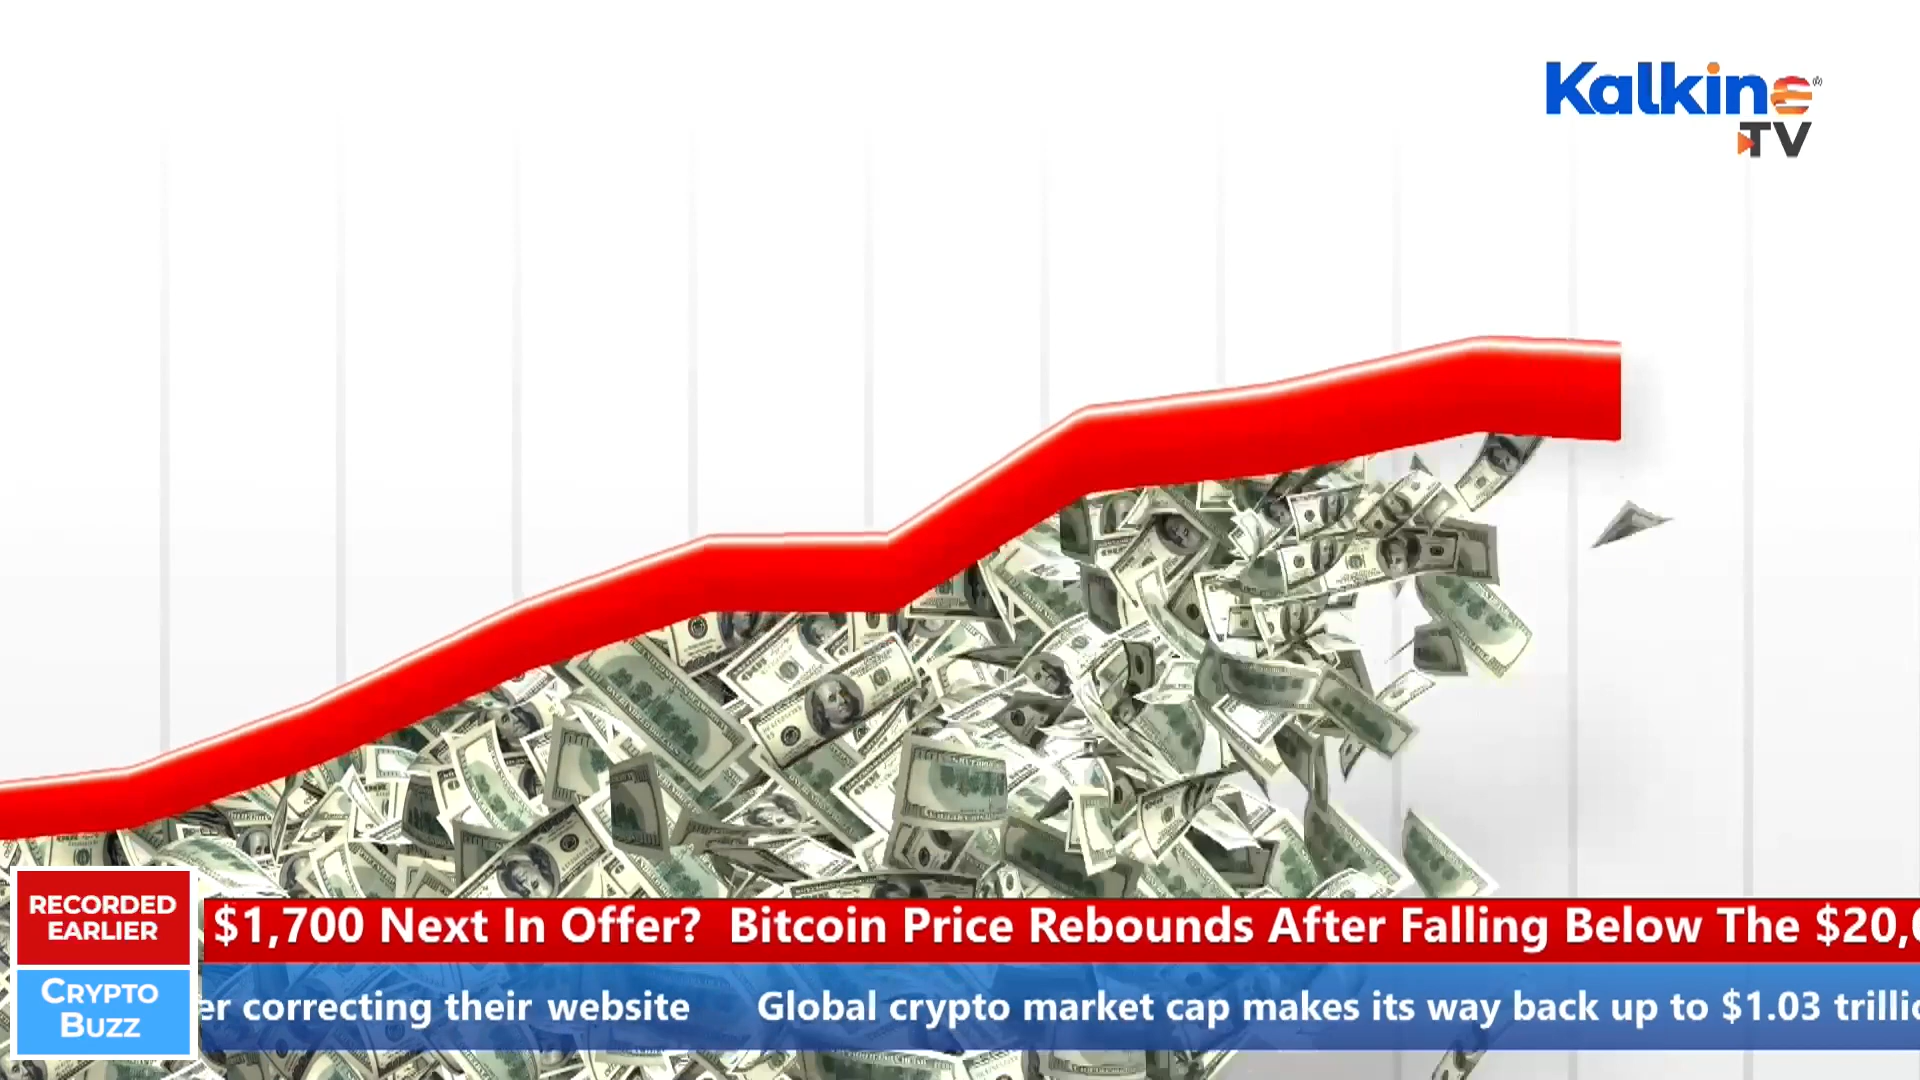 Kalkine
TV
RECORDED
EARLIER
$1,700 Next In Offer? Bitcoin Price Rebounds After Falling Below The $20,
CRYPTO
BUZZ
er correcting their website Global crypto market cap makes its way back up to $1.03 trillio